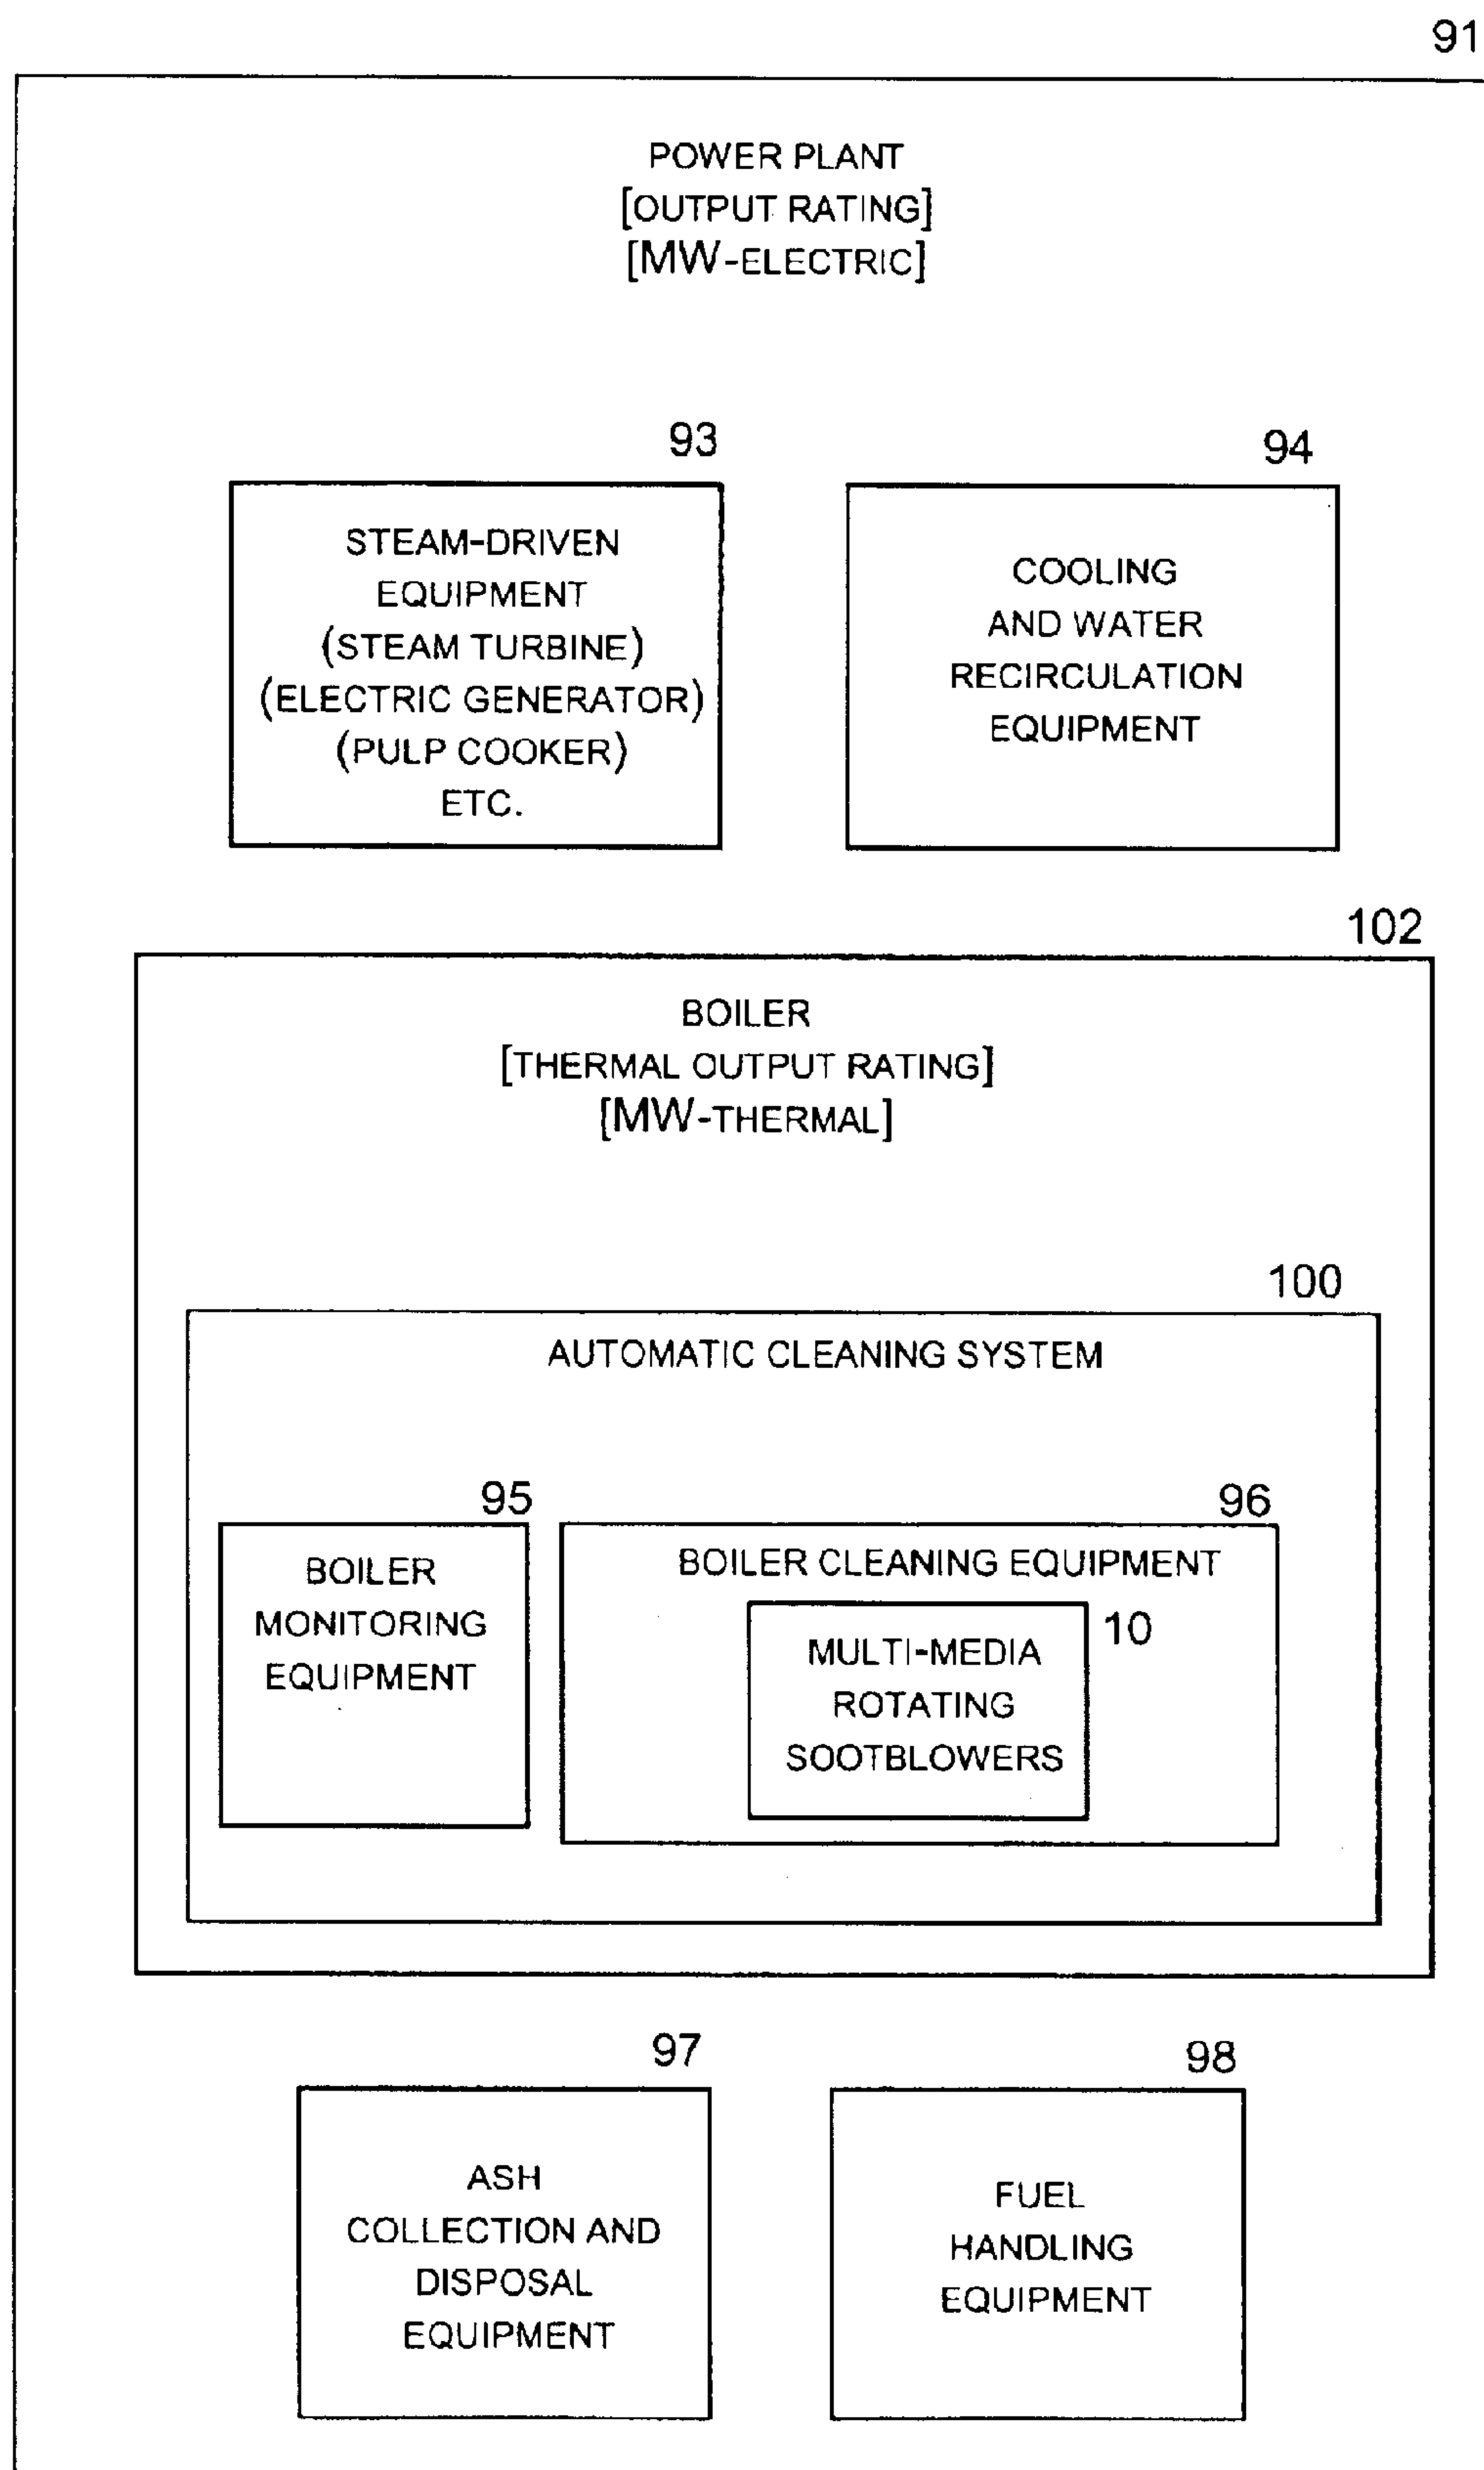 91
POWER PLANT
[OUTPUT RATING]
[MW-ELECTRIC]
93
STEAM-DRIVEN
EQUIPMENT
(STEAM TURBINE)
(ELECTRIC GENERATOR)
(PULP COOKER)
ETC.
94
COOLING
AND WATER
RECIRCULATION
EQUIPMENT
102
BOILER
[THERMAL OUTPUT RATING]
[MW-THERMAL]
100
AUTOMATIC CLEANING SYSTEM
95
BOILER
MONITORING
EQUIPMENT
96
BOILER CLEANING EQUIPMENT
10
MULTI-MEDIA
ROTATING
SOOTBLOWERS
97
ASH
COLLECTION AND
DISPOSAL
EQUIPMENT
98
FUEL
HANDLING
EQUIPMENT